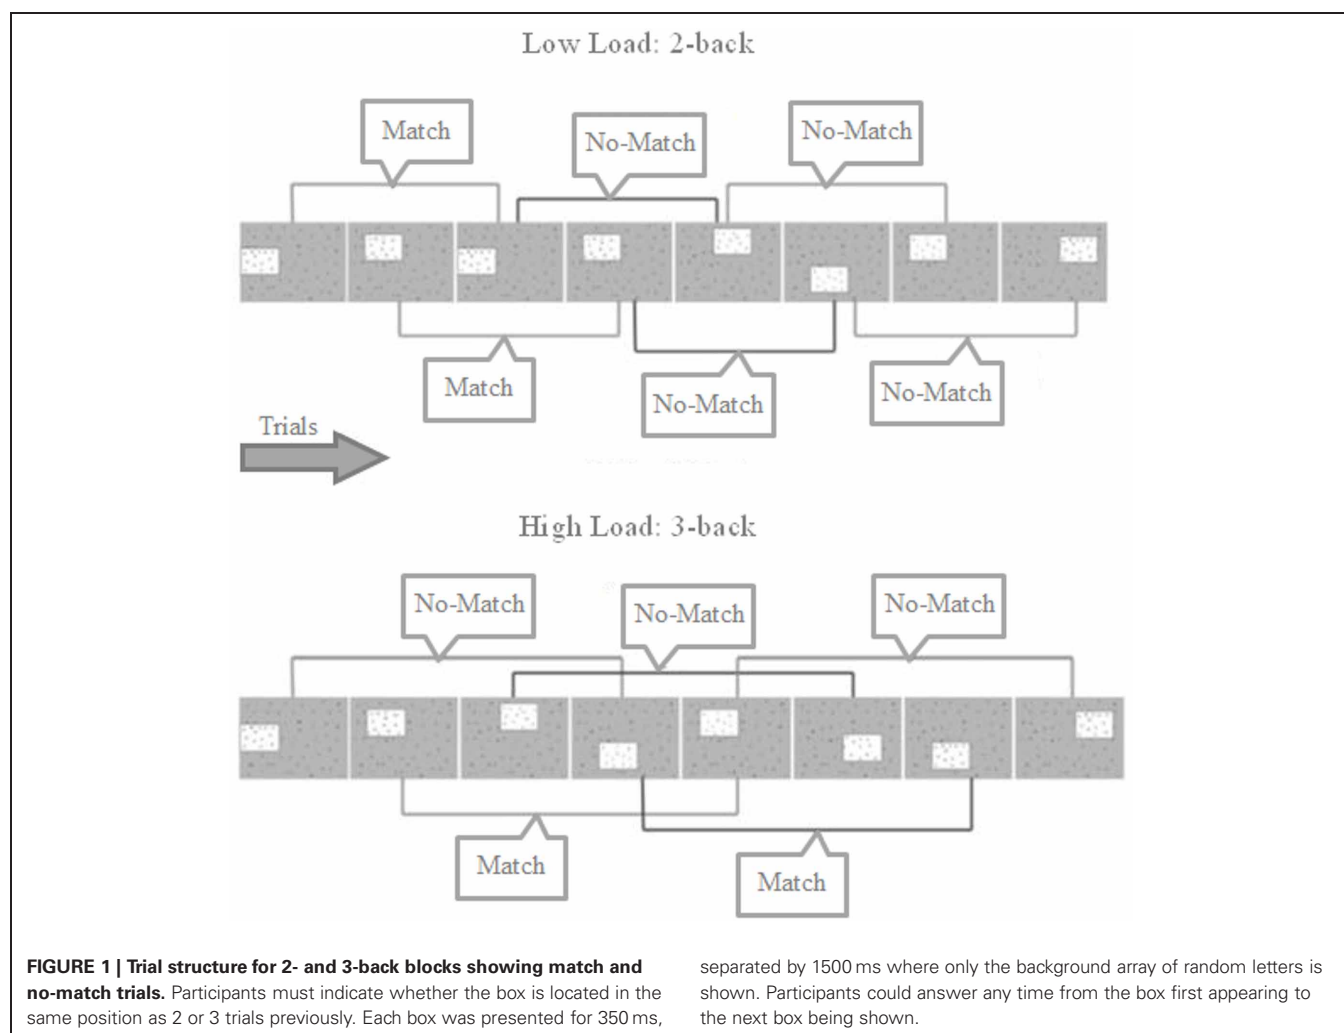 Low Load: 2-back
Match
No-Match
No-Match
Match
No-Match
No-Match
Trials
High Load: 3-back
No-Match
No-Match
No-Match
Match
Match
FIGURE 1 | Trial structure for 2- and 3-back blocks showing match and
no-match trials. Participants must indicate whether the box is located in the
same position as 2 or 3 trials previously. Each box was presented for 350 ms,
separated by 1500 ms where only the background array of random letters is
shown. Participants could answer any time from the box first appearing to
the next box being shown.